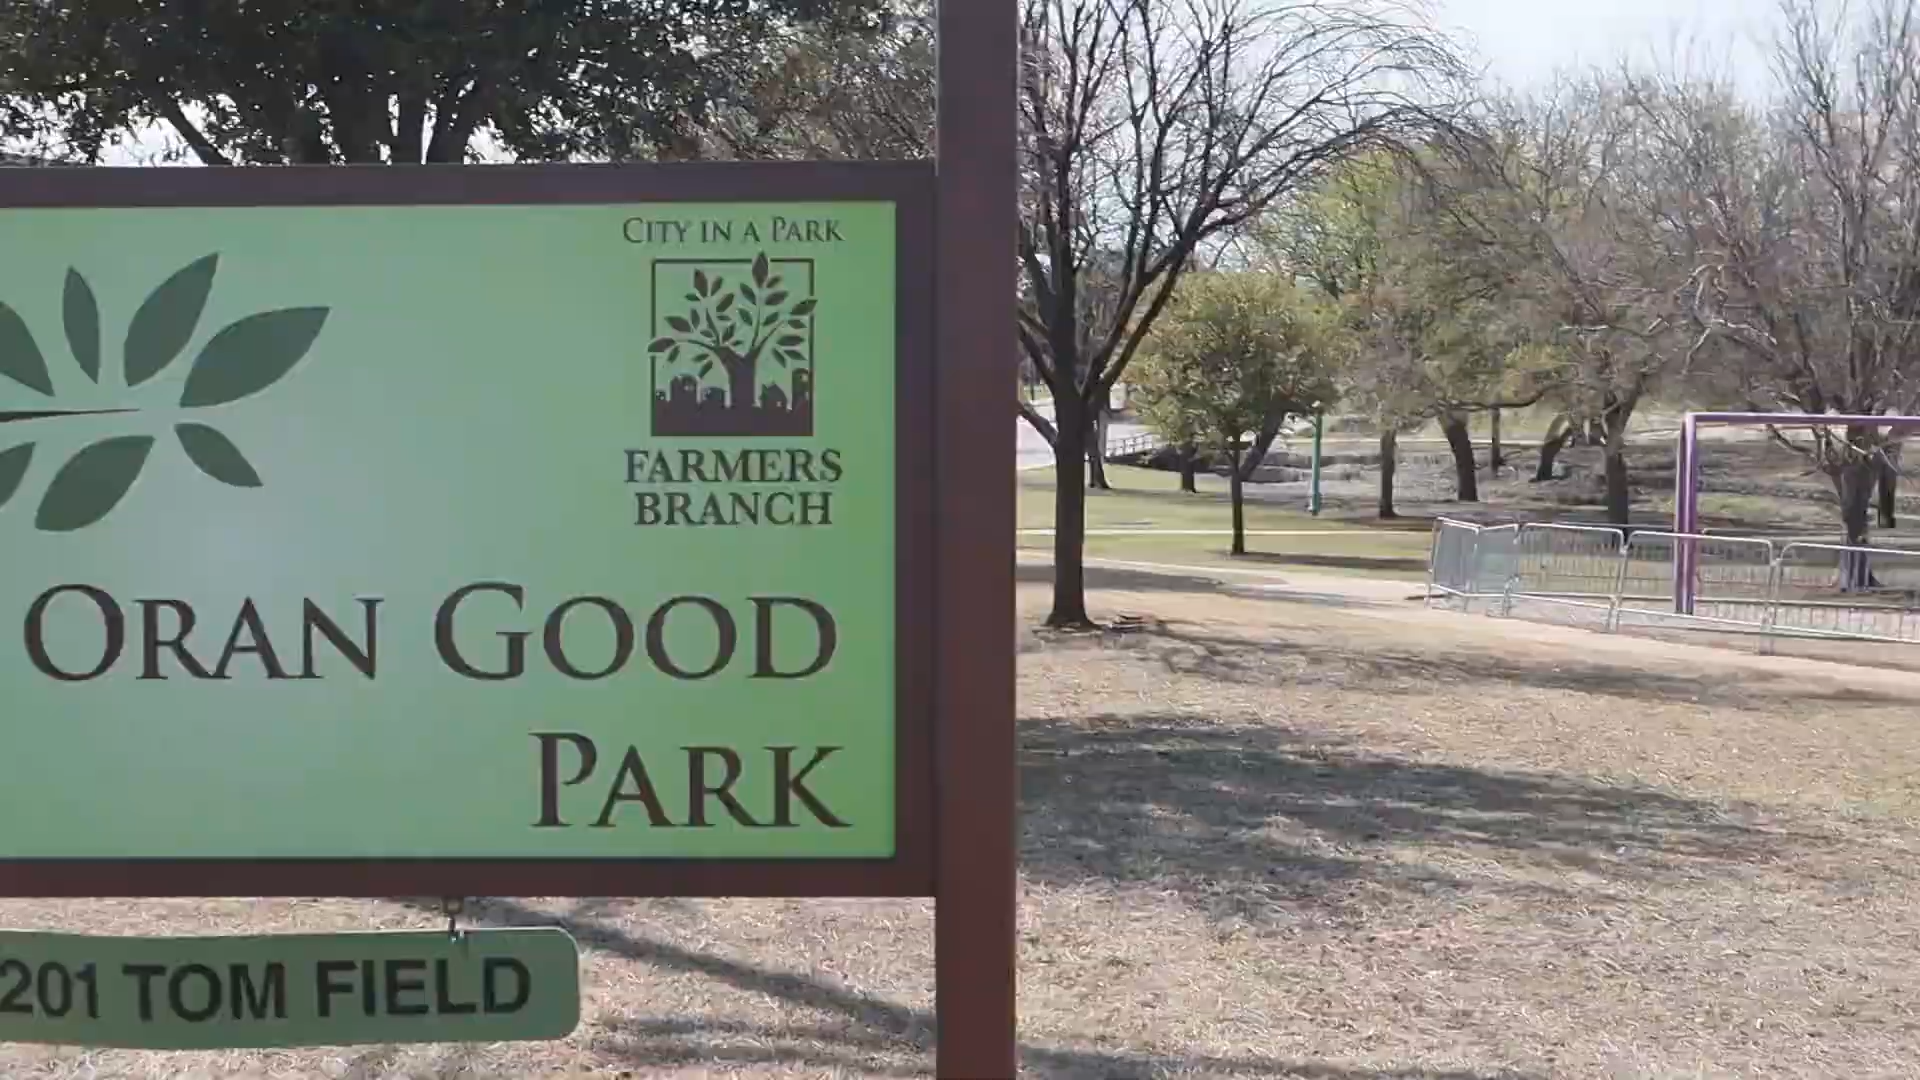 CITY IN A PARK
FARMERS
BRANCH
ORAN GOOD
PARK
201 TOM FIELD